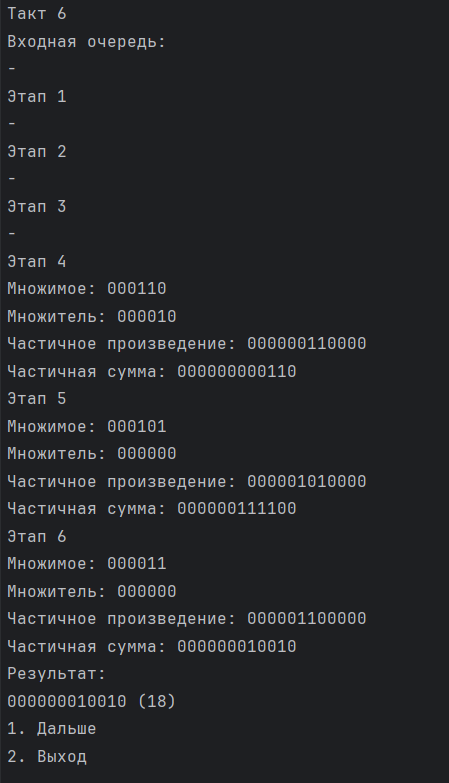 Такт 6
Входная очередь:
-
Этап 1
-
Этап 2
-
Этап 3
-
Этап 4
Множимое: 000110
Множитель: 000010
Частичное произведение: 000000110000
Частичная сумма: 000000000110
Этап 5
Множимое: 000101
Множитель: 000000
Частичное произведение: 000001010000
Частичная сумма: 000000111100
Этап 6
Множимое: 000011
Множитель: 000000
Частичное произведение: 000001100000
Частичная сумма: 000000010010
Результат:
000000010010 (18)
1. Дальше
2. Выход